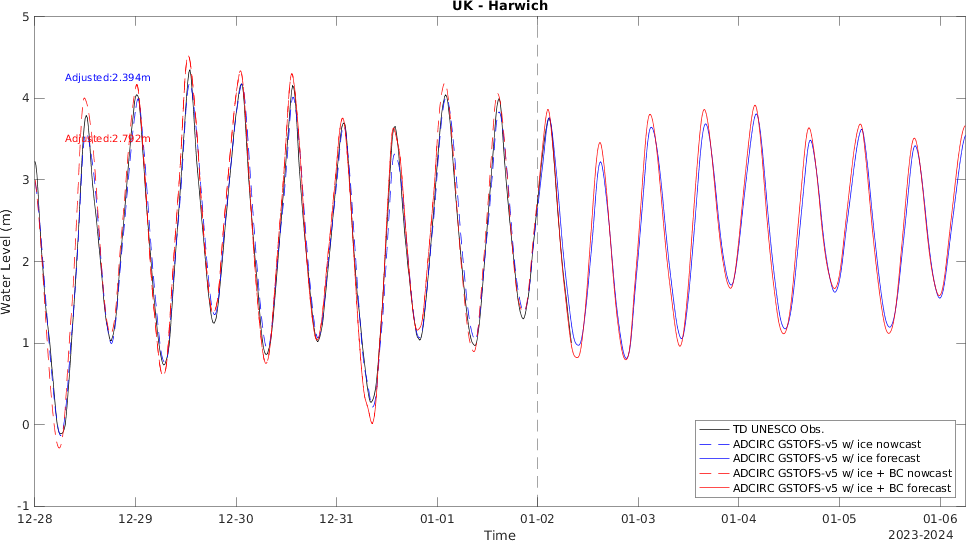 UK - Harwich
5
4
3
2
1
0
-1
Water Level (m)
Adjusted:2.394m
Adjusted:2.792m
TD UNESCO Obs.
ADCIRC GSTOFS-v5 w/ ice nowcast
ADCIRC GSTOFS-v5 w/ ice forecast
ADCIRC GSTOFS-v5 w/ ice + BC nowcast
ADCIRC GSTOFS-v5 w/ ice + BC forecast
12-28 12-29 12-30 12-31 01-01 01-02 01-03 01-04 01-05 01-06
Time
2023-2024